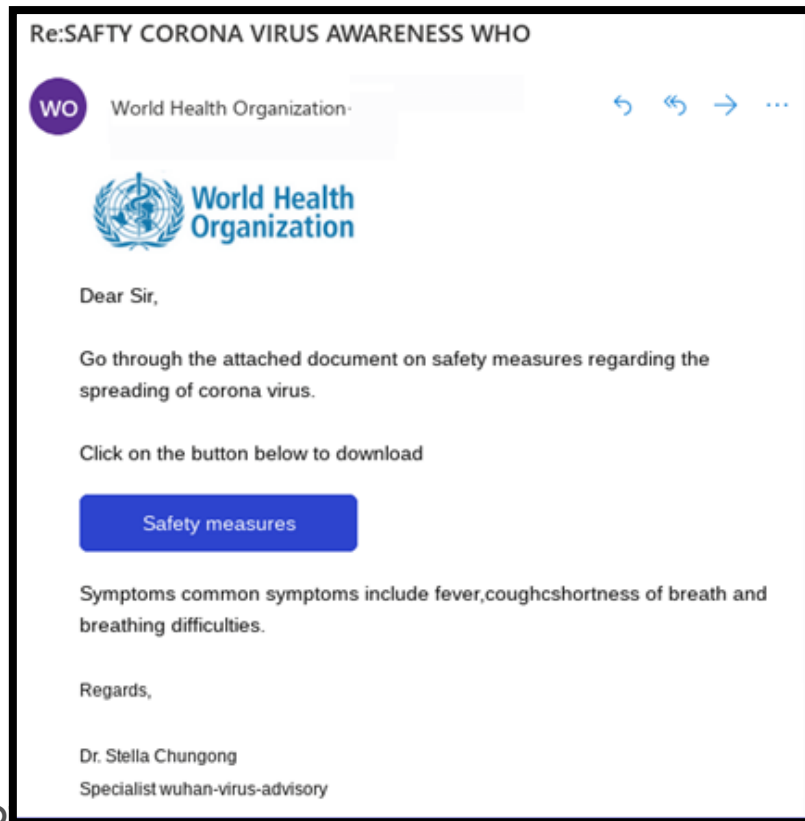 Re:SAFTY CORONA VIRUS AWARENESS WHO
WO
World Health Organization
World Health
Organization
Dear Sir,
Go through the attached document on safety measures regarding the
spreading of corona virus.
Click on the button below to download
Safety measures
Symptoms common symptoms include fever,coughcshortness of breath and
breathing difficulties.
Regards,
Dr. Stella Chungong
Specialist wuhan-virus-advisory